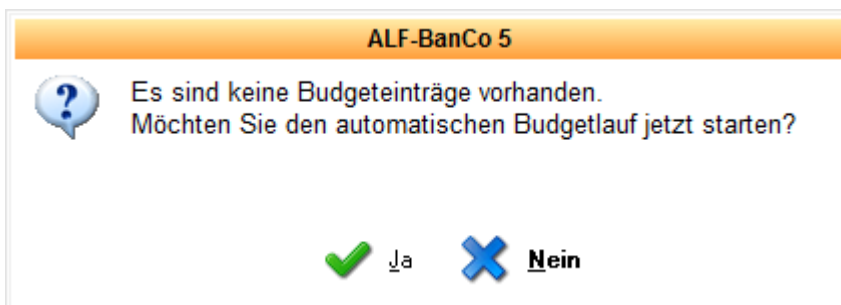 ALF-BanCo 5
Es sind keine Budgeteinträge vorhanden.
Möchten Sie den automatischen Budgetlauf jetzt starten?
Ja Nein